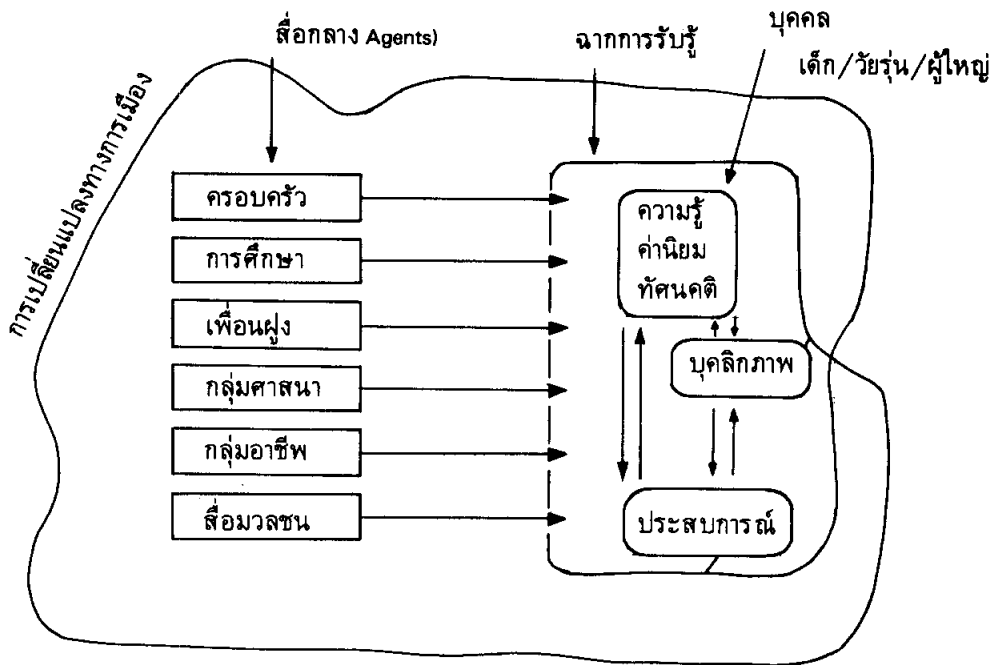 สื่อกลาง Agents)
ฉากการรับรู้
บุคคล
เด็ก/วัยรุ่น/ผู้ใหญ่
การเปลี่ยนแปลงทางการเมือง
ครอบครัว
การศึกษา
เพื่อนฝูง
กลุ่มศาสนา
กลุ่มอาชีพ
สื่อมวลชน
ความรู้
ค่านิยม
ทัศนคติ
บุคลิกภาพ
ประสบการณ์